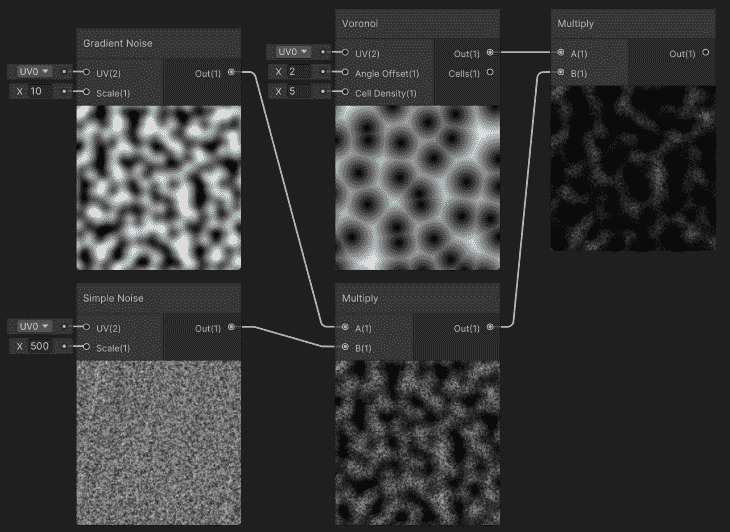 Gradient Noise
UV0 UV(2) Out(1)
X 10 Scale(1)
Voronoi
UV0 UV(2) Out(1)
X 2 Angle Offset(1) Cells(1)
X 5 Cell Density(1)
Multiply
A(1) Out(1)
B(1)
Simple Noise
UV0 UV(2) Out(1)
X 500 Scale(1)
Multiply
A(1) Out(1)
B(1)